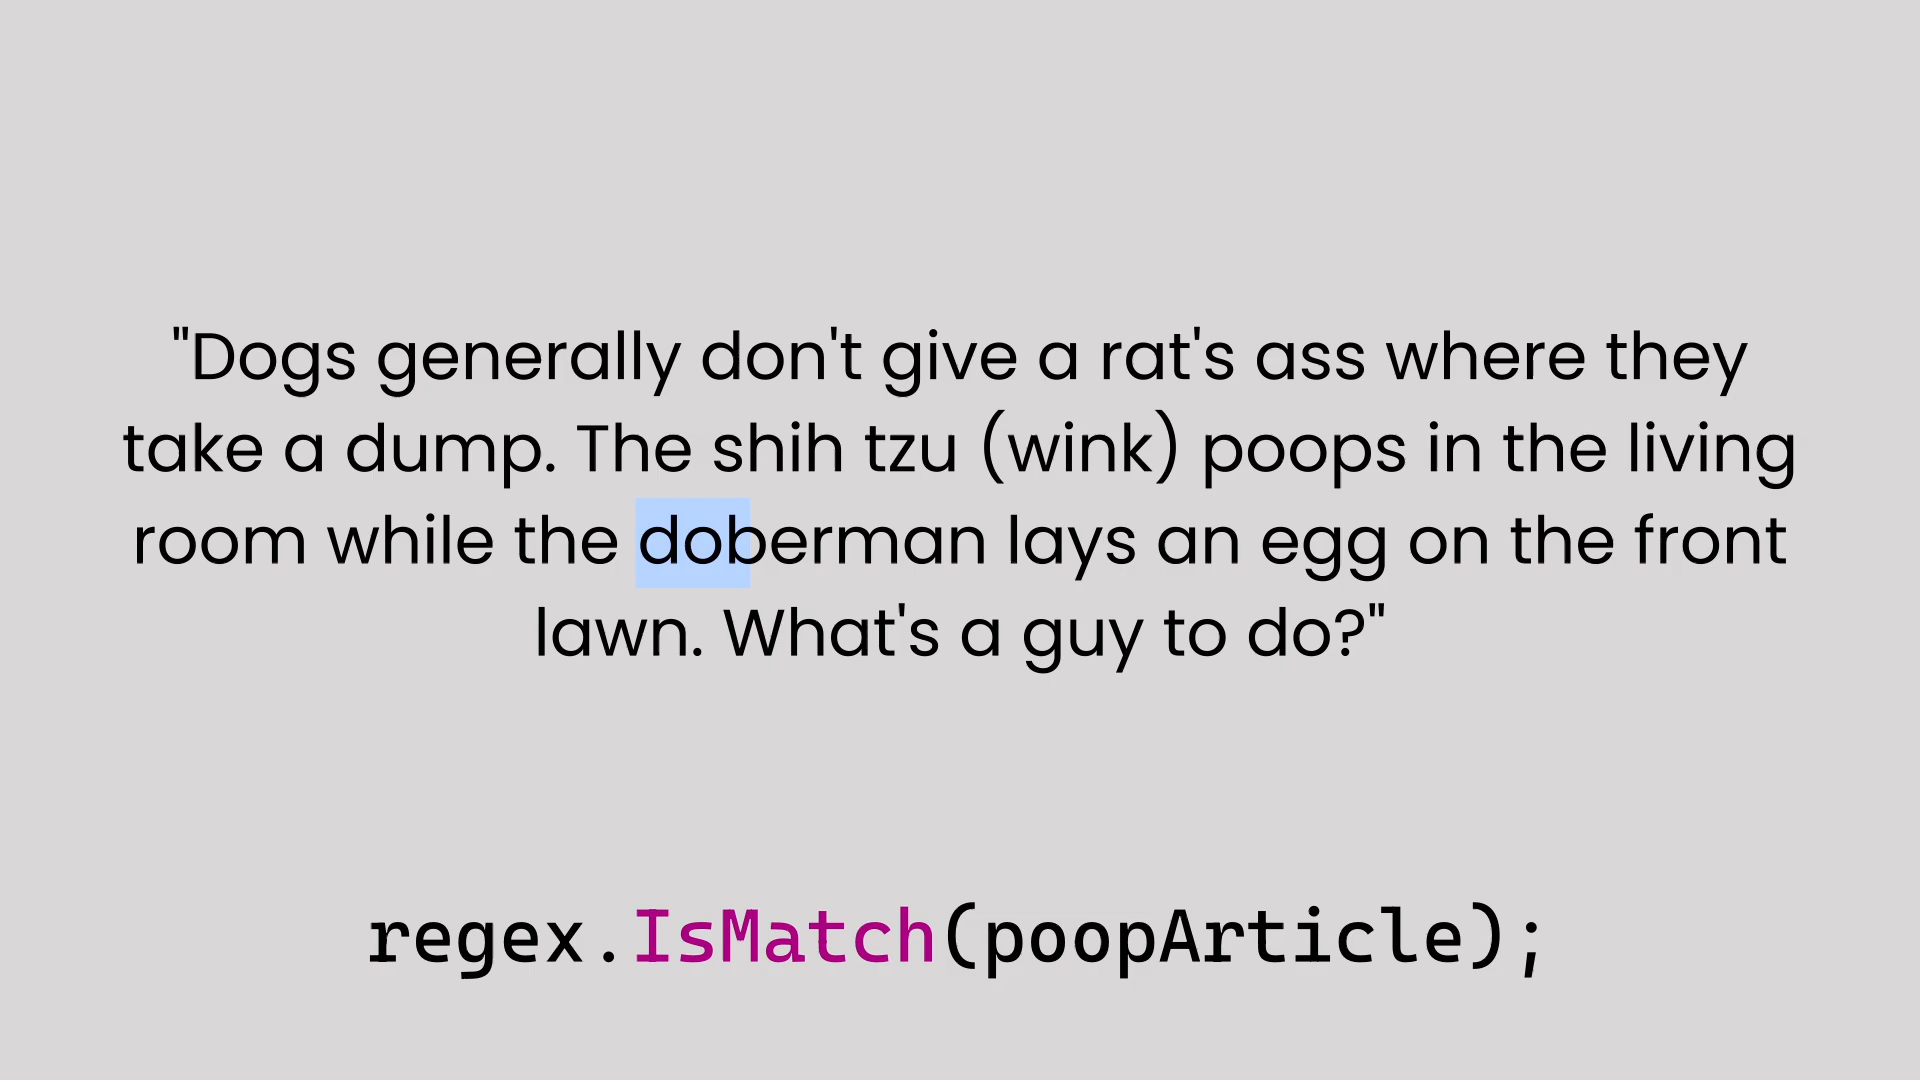 "Dogs generally don't give a rat's ass where they
take a dump. The shih tzu (wink) poops in the living
room while the doberman lays an egg on the front
lawn. What's a guy to do?"
regex.IsMatch(poopArticle);